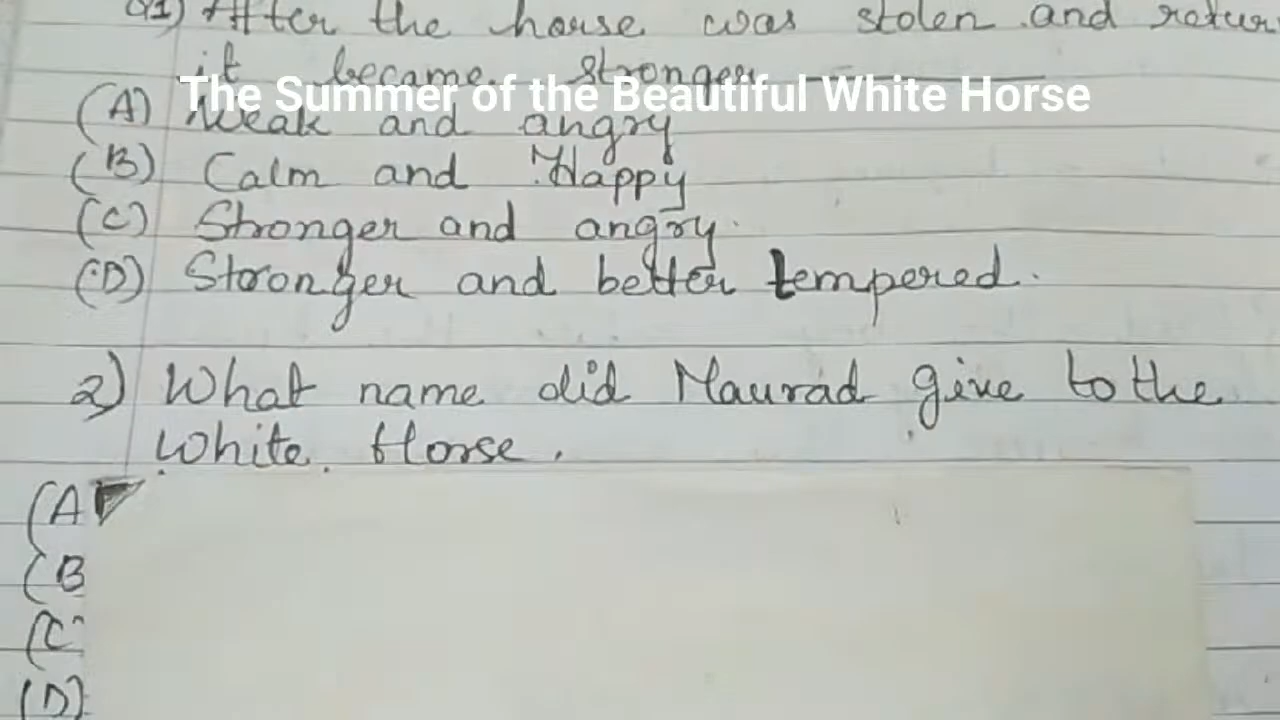 Q1) After the horse was stolen and retur
it became stronger
The Summer of the Beautiful White Horse
(A) Weak and angry
(B) Calm and Happy
(C) Stronger and angry.
(D) Stronger and better tempered.
2) What name did Maurad give to the
white Horse.
(A
(B
(C
(D)